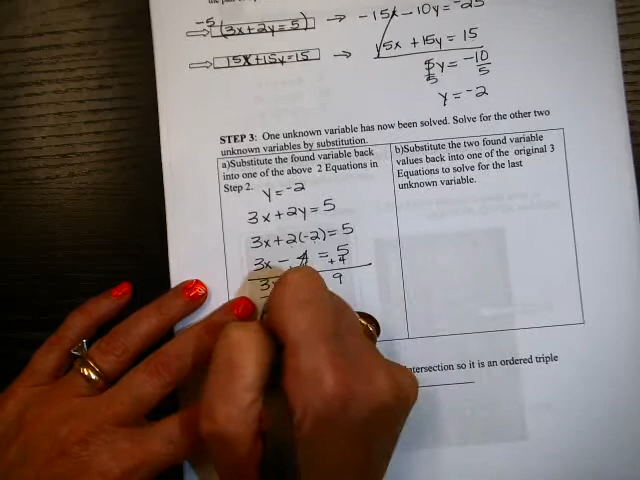 -5
(3x+2y=5) → -15x-10y=-25
15x+15y=15 → 15x+15y=15
5y=-10
5 5
y=-2
STEP 3: One unknown variable has now been solved. Solve for the other two
unknown variables by substitution.
a)Substitute the found variable back
into one of the above 2 Equations in
Step 2.
y=-2
3x+2y=5
3x+2(-2)=5
3x-4=5
+4
3x 9
b)Substitute the two found variable
values back into one of the original 3
Equations to solve for the last
unknown variable.
intersection so it is an ordered triple